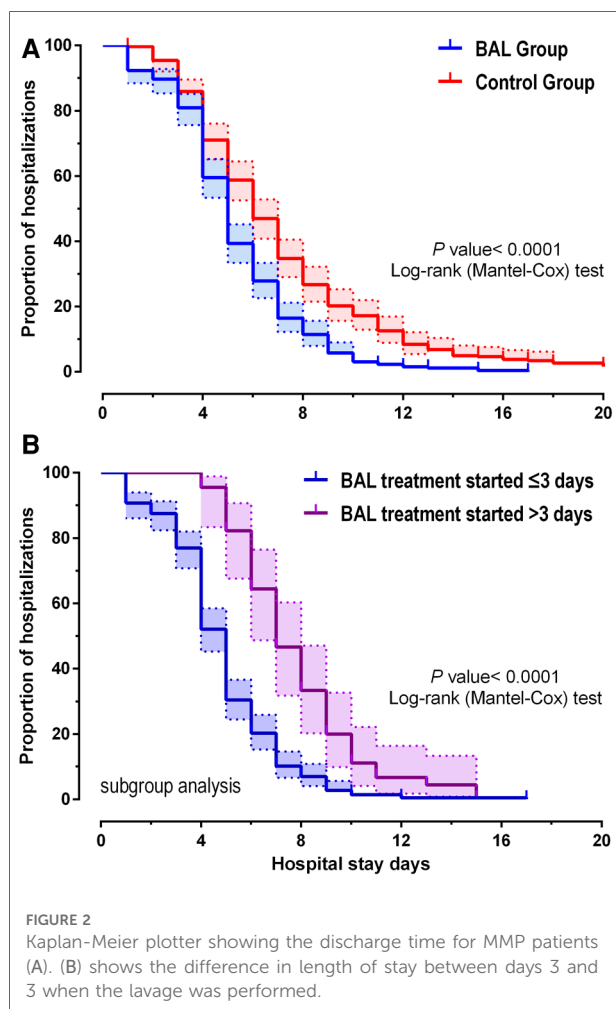 A
BAL Group
Control Group
100
80
60
40
20
0
Proportion of hospitalizations
P value< 0.0001
Log-rank (Mantel-Cox) test
0 4 8 12 16 20
B
BAL treatment started ≤3 days
BAL treatment started >3 days
100
80
60
40
20
0
Proportion of hospitalizations
P value< 0.0001
Log-rank (Mantel-Cox) test
subgroup analysis
0 4 8 12 16 20
Hospital stay days
FIGURE 2
Kaplan-Meier plotter showing the discharge time for MMP patients
(A). (B) shows the difference in length of stay between days 3 and
3 when the lavage was performed.